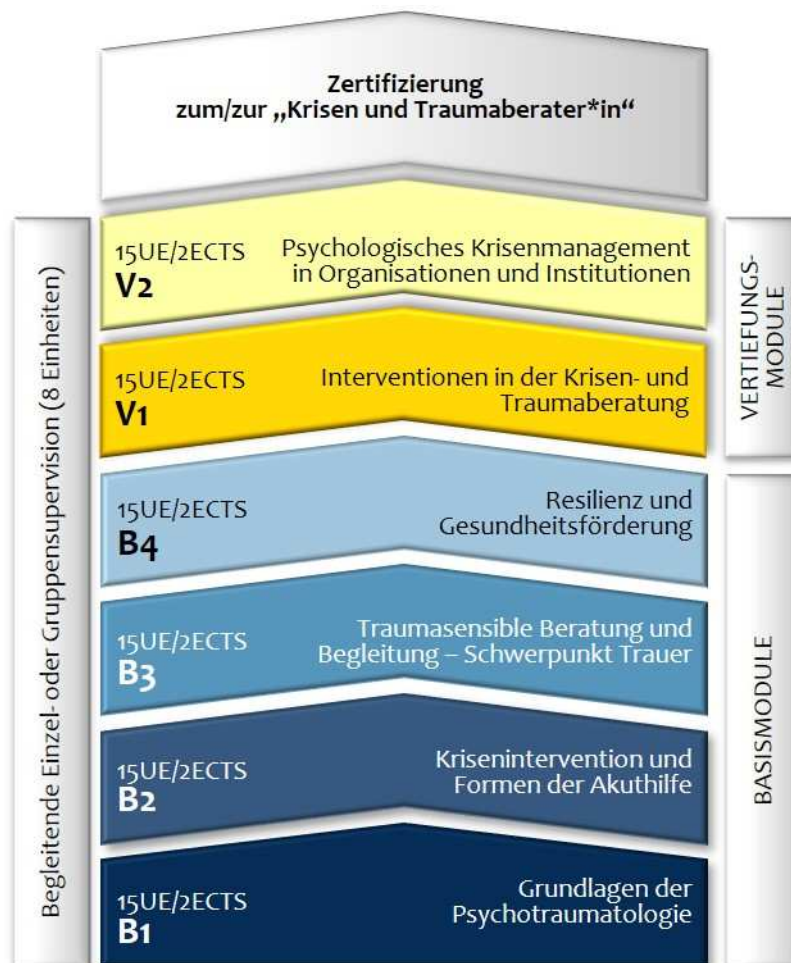 Zertifizierung
zum/zur „Krisen und Traumaberater*in“
15UE/2ECTS
V2
Psychologisches Krisenmanagement
in Organisationen und Institutionen
15UE/2ECTS
V1
Interventionen in der Krisen- und
Traumaberatung
15UE/2ECTS
B4
Resilienz und
Gesundheitsförderung
15UE/2ECTS
B3
Traumasensible Beratung und
Begleitung – Schwerpunkt Trauer
15UE/2ECTS
B2
Krisenintervention und
Formen der Akuthilfe
15UE/2ECTS
B1
Grundlagen der
Psychotraumatologie
Begleitende Einzel- oder Gruppensupervision (8 Einheiten)
VERTIEFUNGS-
MODULE
BASISMODULE